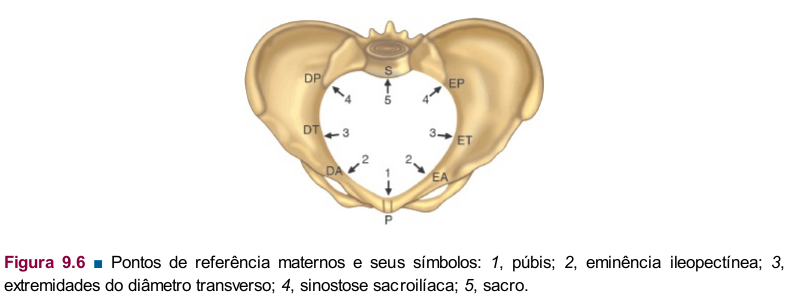 S
DP
EP
4
5
4
DT
3
3
ET
2
2
DA
1
EA
P
Figura 9.6 ■ Pontos de referência maternos e seus símbolos: 1, púbis; 2, eminência ileopectínea; 3,
extremidades do diâmetro transverso; 4, sinostose sacroilíaca; 5, sacro.